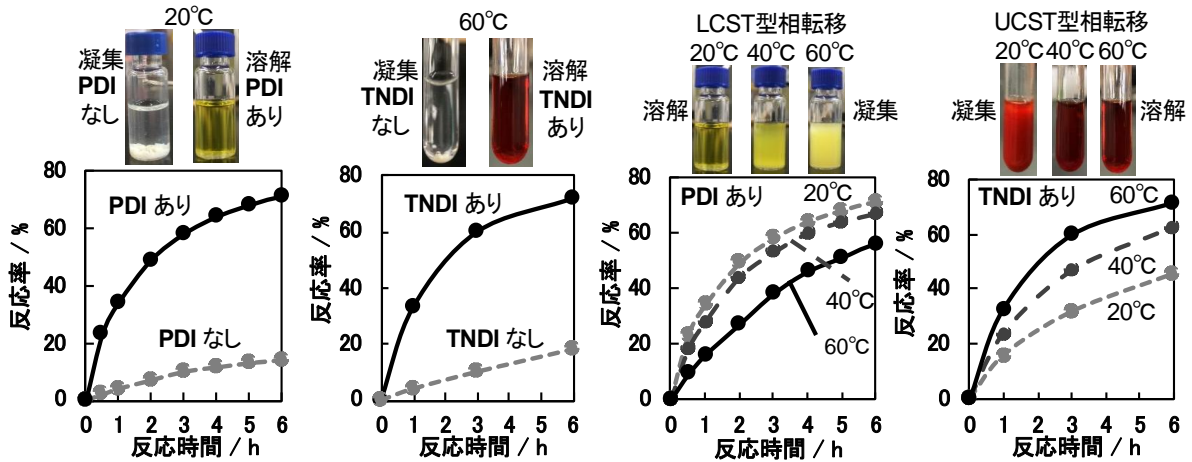 20℃
凝集
PDI
なし
溶解
PDI
あり
反応率 / %
80
60
40
20
0
PDI あり
PDI なし
0 1 2 3 4 5 6
反応時間 / h
60℃
凝集
TNDI
なし
溶解
TNDI
あり
反応率 / %
80
60
40
20
0
TNDI あり
TNDI なし
0 1 2 3 4 5 6
反応時間 / h
LCST型相転移
20℃ 40℃ 60℃
溶解
凝集
反応率 / %
80
60
40
20
0
PDI あり
20℃
40℃
60℃
0 1 2 3 4 5 6
反応時間 / h
UCST型相転移
20℃ 40℃ 60℃
凝集
溶解
反応率 / %
80
60
40
20
0
TNDI あり
60℃
40℃
20℃
0 1 2 3 4 5 6
反応時間 / h